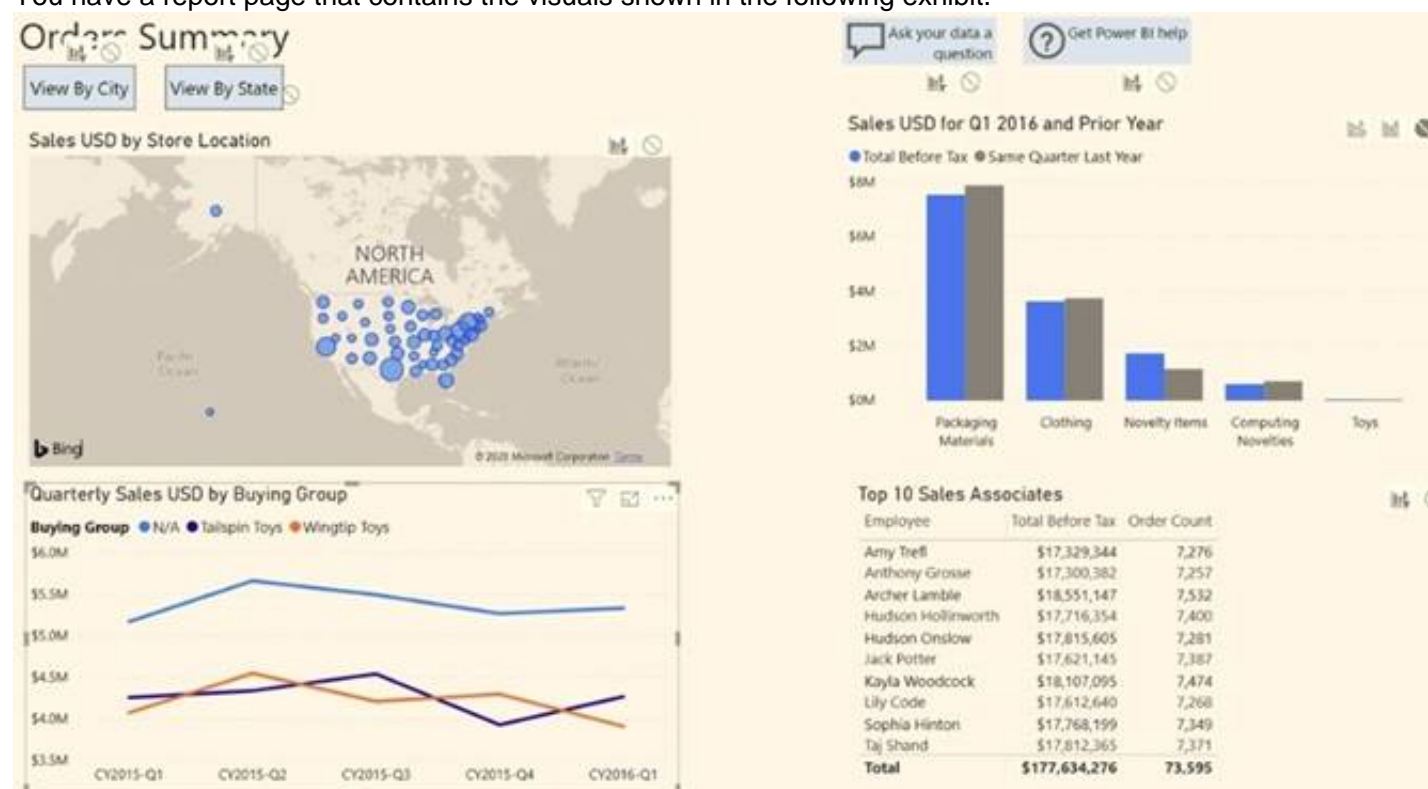 You have a report page that contains the visuals shown in the following exhibit.
Orders Summary
View By City
View By State
Ask your data a
question
Get Power BI help
Sales USD by Store Location
NORTH
AMERICA
Pacific
Ocean
Atlantic
Ocean
Bing
© 2020 Microsoft Corporation Terms
Sales USD for Q1 2016 and Prior Year
Total Before Tax Same Quarter Last Year
$8M
$6M
$4M
$2M
$0M
Packaging
Materials
Clothing
Novelty Items
Computing
Novelties
Toys
Quarterly Sales USD by Buying Group
Buying Group N/A Tailspin Toys Wingtip Toys
$6.0M
$5.5M
$5.0M
$4.5M
$4.0M
$3.5M
CY2015-Q1 CY2015-Q2 CY2015-Q3 CY2015-Q4 CY2016-Q1
Top 10 Sales Associates
Employee Total Before Tax Order Count
Amy Trefl $17,329,344 7,276
Anthony Grosse $17,300,382 7,257
Archer Lamble $18,551,147 7,532
Hudson Hollinworth $17,716,354 7,400
Hudson Onslow $17,815,605 7,281
Jack Potter $17,621,145 7,387
Kayla Woodcock $18,107,095 7,474
Lily Code $17,612,640 7,268
Sophia Hinton $17,768,199 7,349
Taj Shand $17,812,365 7,371
Total $177,634,276 73,595